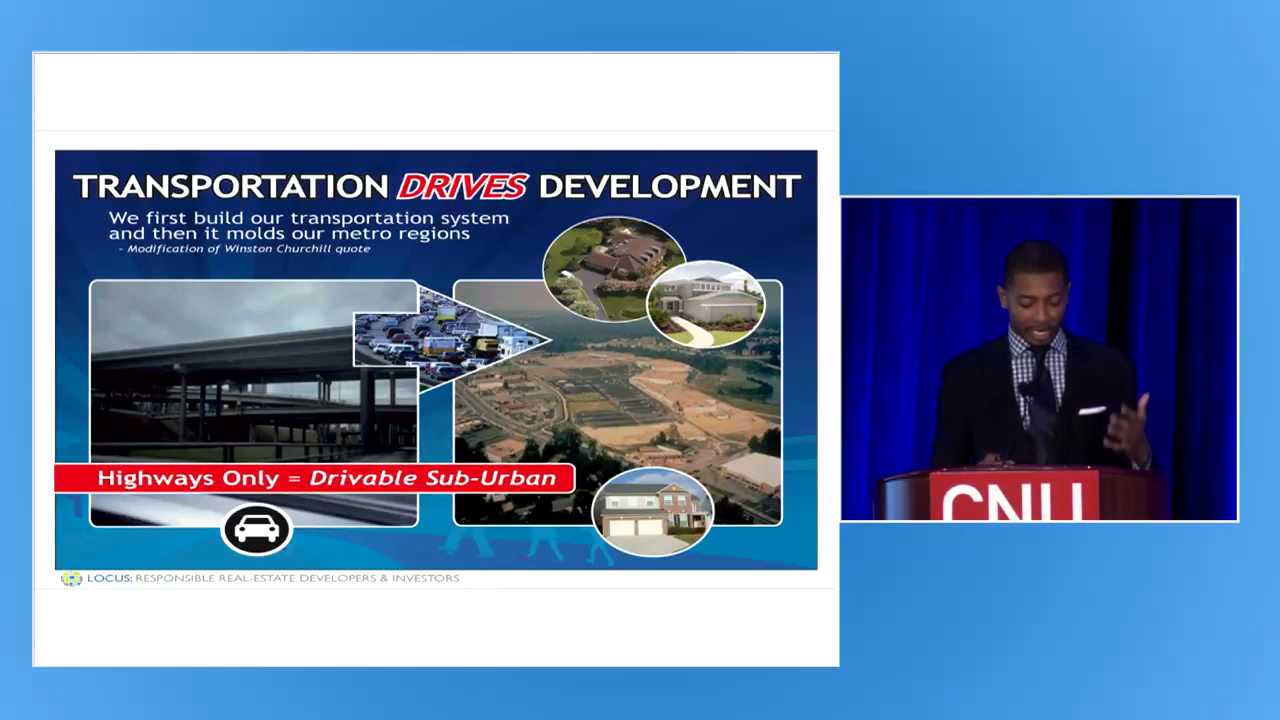 TRANSPORTATION DRIVES DEVELOPMENT
We first build our transportation system
and then it molds our metro regions
- Modification of Winston Churchill quote
Highways Only = Drivable Sub-Urban
LOCUS: RESPONSIBLE REAL-ESTATE DEVELOPERS & INVESTORS
CNU